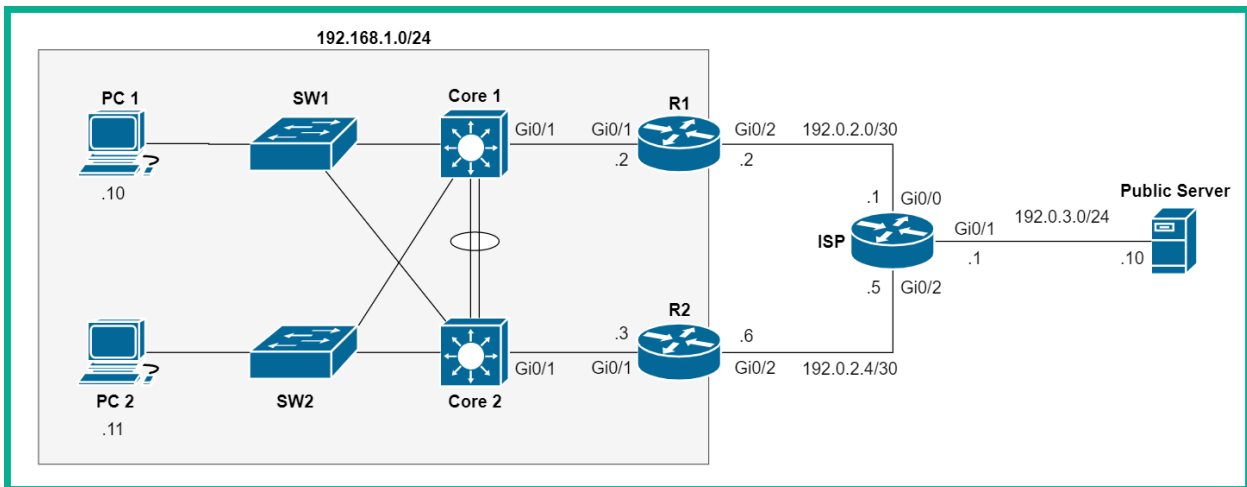 192.168.1.0/24
PC 1
SW1
Core 1
R1
Gi0/1
Gi0/1
Gi0/2
192.0.2.0/30
.2
.2
.10
.1
Gi0/0
Public Server
ISP
Gi0/1
192.0.3.0/24
.1
.10
.5
Gi0/2
R2
.3
.6
Gi0/1
Gi0/1
Gi0/2
192.0.2.4/30
PC 2
SW2
Core 2
.11